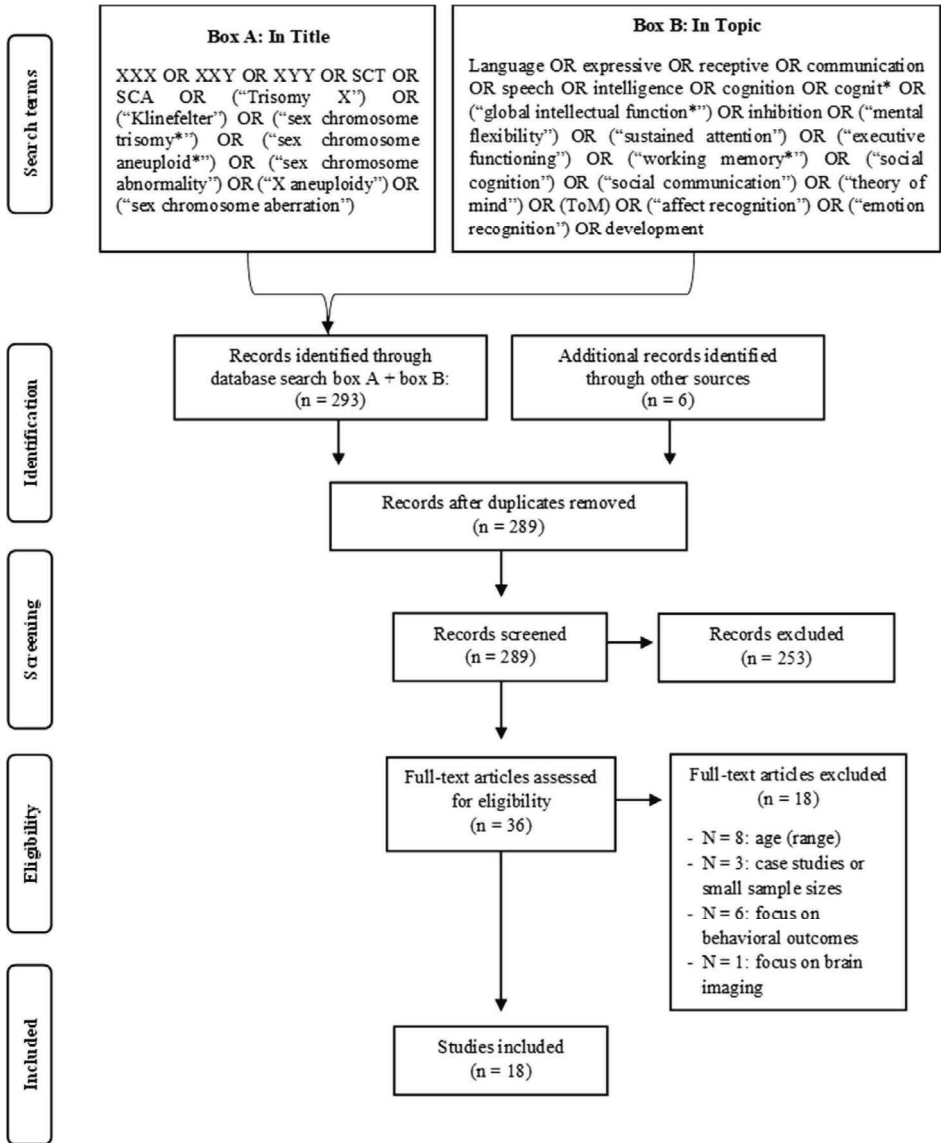 Search terms
Box A: In Title
XXX OR XXY OR XYY OR SCT OR
SCA OR (“Trisomy X”) OR
(“Klinefelter”) OR (“sex chromosome
trisomy*”) OR (“sex chromosome
aneuploid*”) OR (“sex chromosome
abnormality”) OR (“X aneuploidy”) OR
(“sex chromosome aberration”)
Box B: In Topic
Language OR expressive OR receptive OR communication
OR speech OR intelligence OR cognition OR cognit* OR
(“global intellectual function*”) OR inhibition OR (“mental
flexibility”) OR (“sustained attention”) OR (“executive
functioning”) OR (“working memory*”) OR (“social
cognition”) OR (“social communication”) OR (“theory of
mind”) OR (ToM) OR (“affect recognition”) OR (“emotion
recognition”) OR development
Identification
Records identified through
database search box A + box B:
(n = 293)
Additional records identified
through other sources
(n = 6)
Records after duplicates removed
(n = 289)
Screening
Records screened
(n = 289)
Records excluded
(n = 253)
Eligibility
Full-text articles assessed
for eligibility
(n = 36)
Full-text articles excluded
(n = 18)
- N = 8: age (range)
- N = 3: case studies or
small sample sizes
- N = 6: focus on
behavioral outcomes
- N = 1: focus on brain
imaging
Included
Studies included
(n = 18)